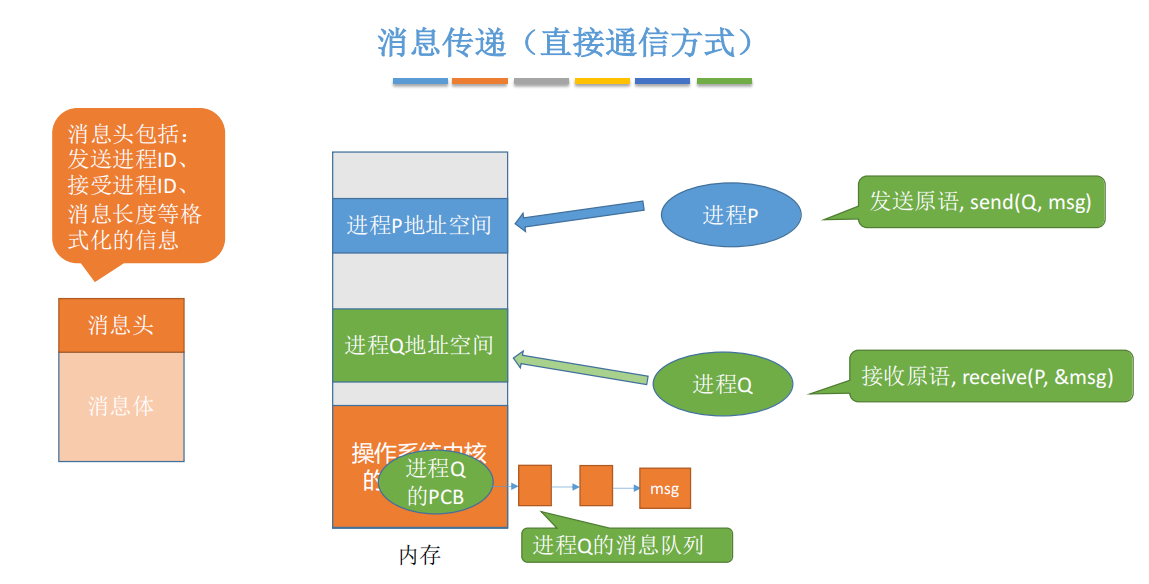 消息传递（直接通信方式）
消息头包括：
发送进程ID、
接受进程ID、
消息长度等格
式化的信息
消息头
消息体
进程P地址空间
进程Q地址空间
操作系统内核
的
进程Q
的PCB
内存
进程P
发送原语, send(Q, msg)
进程Q
接收原语, receive(P, &msg)
msg
进程Q的消息队列